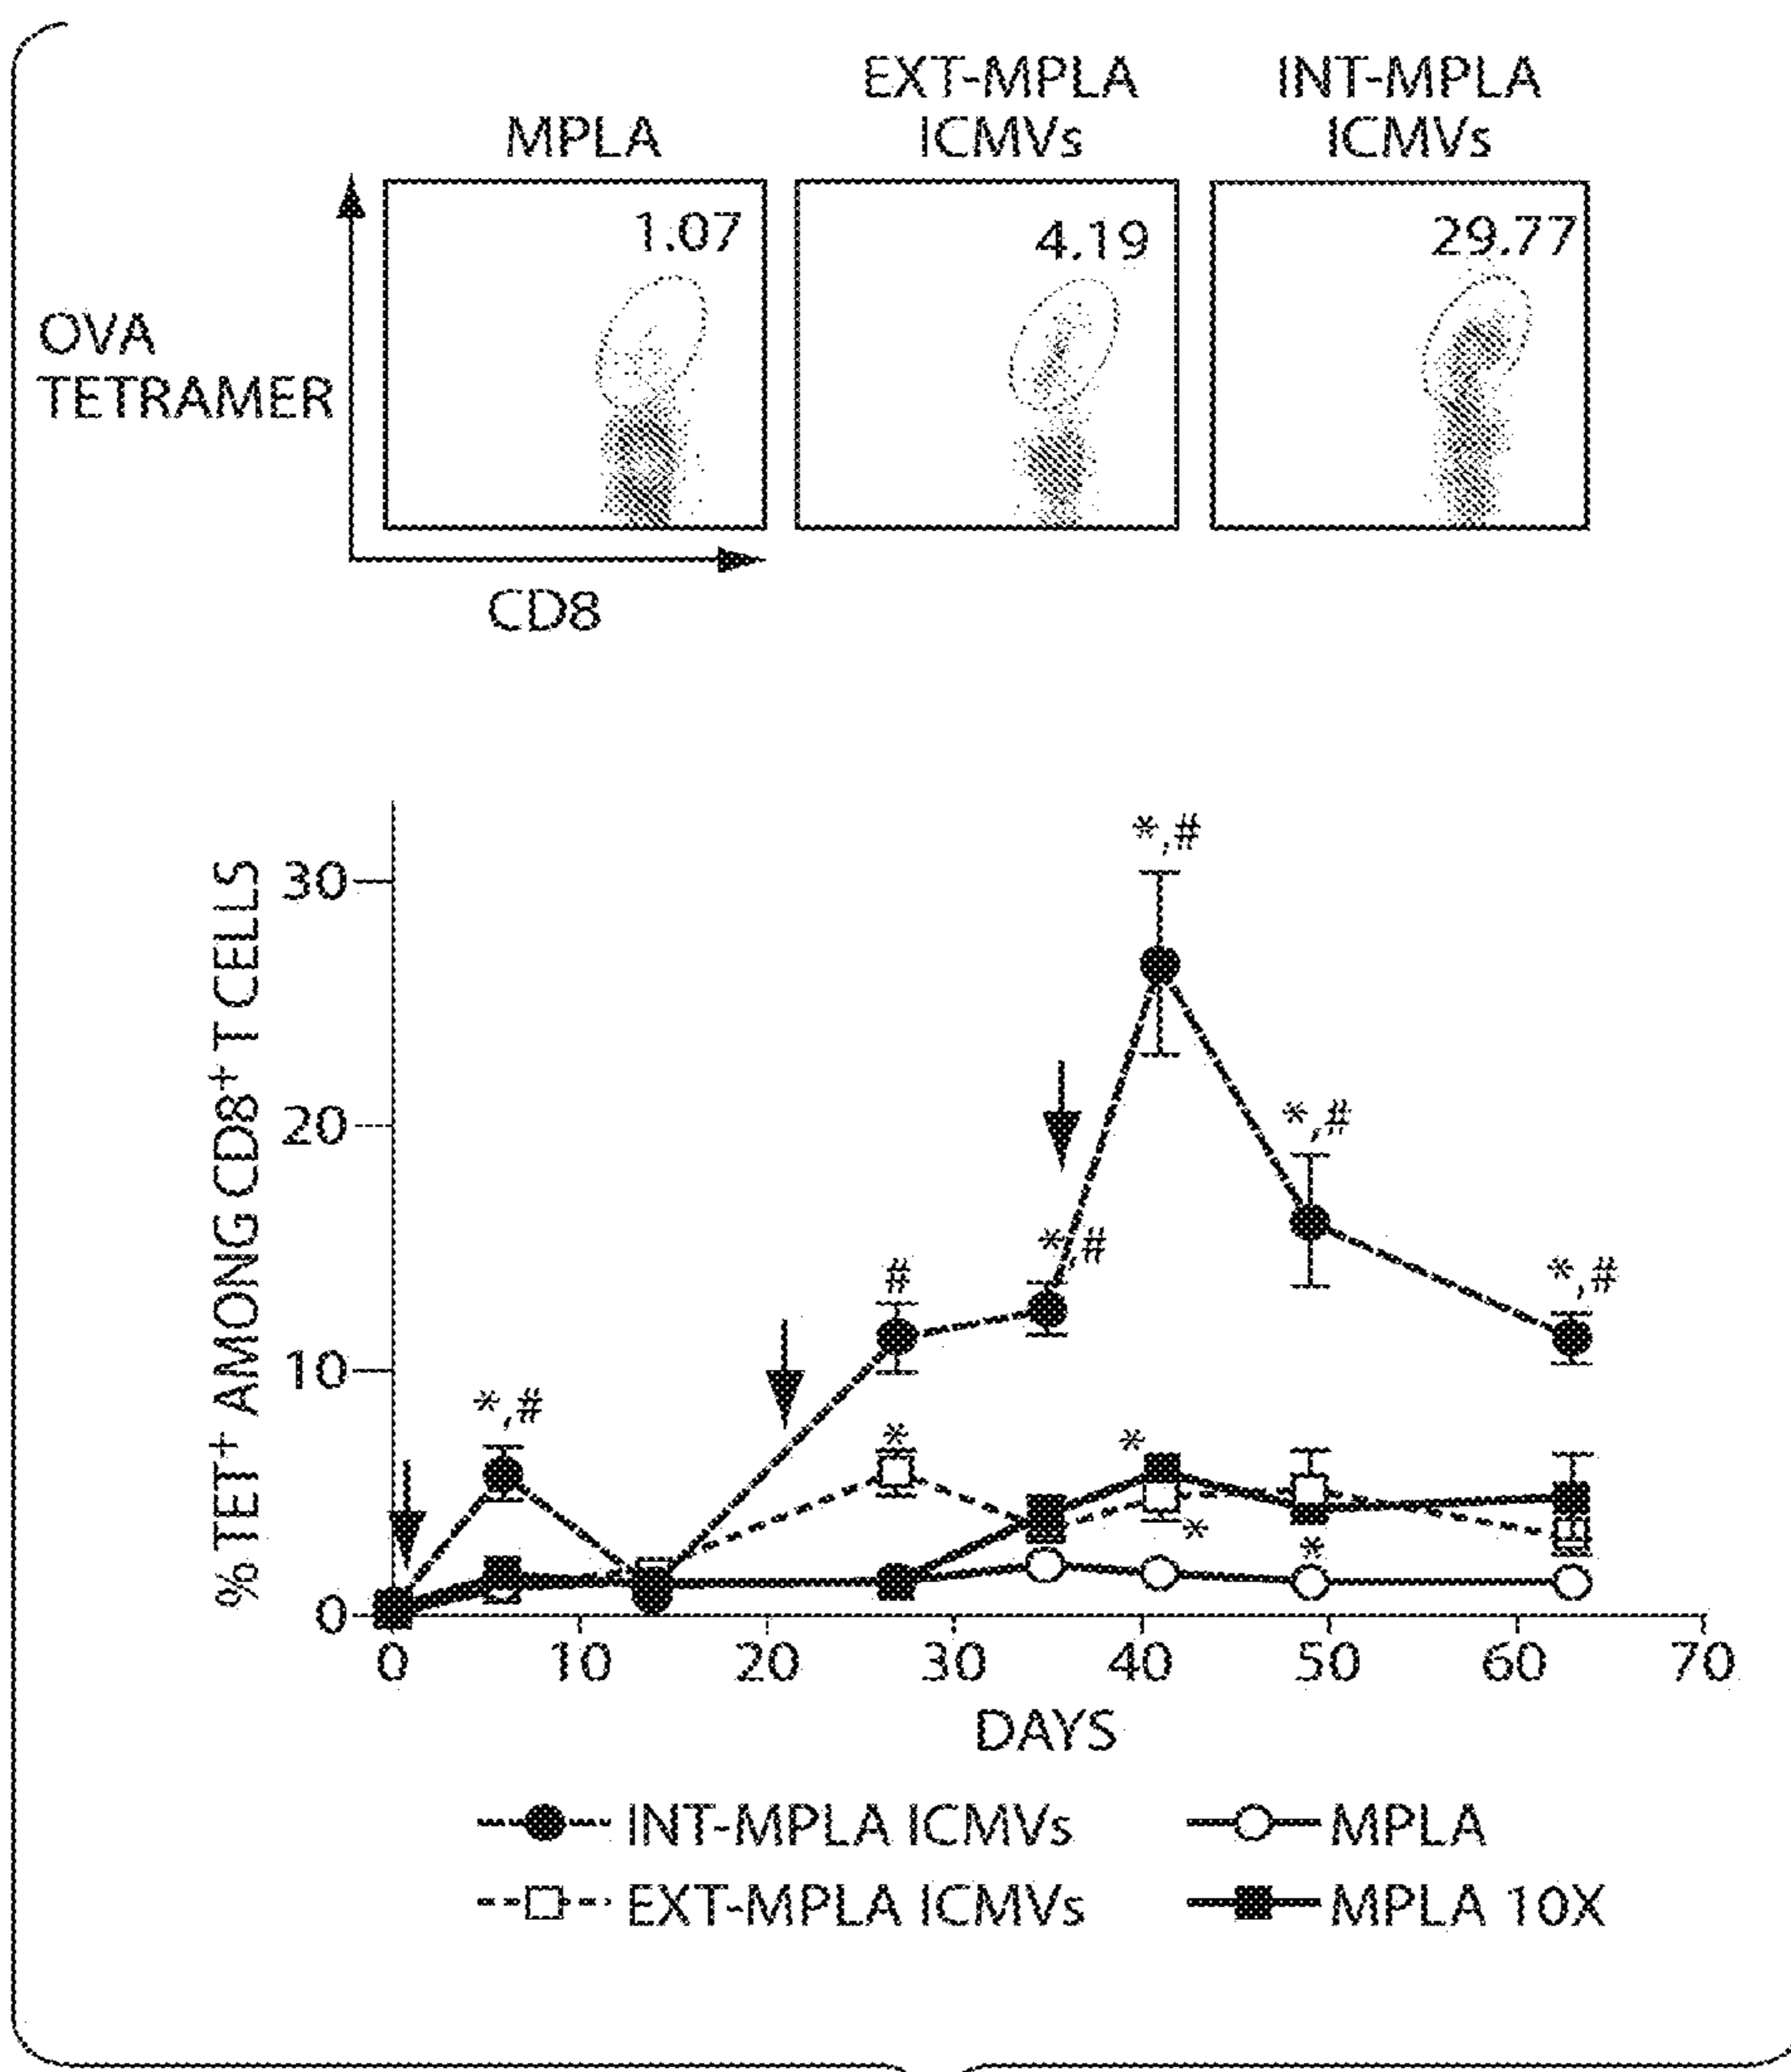 MPLA
EXT-MPLA
ICMVs
INT-MPLA
ICMVs
1.07
4.19
29.77
OVA
TETRAMER
CD8
% TET+ AMONG CD8+ T CELLS
30
20
10
0
*,#
#
*,#
*,#
*,#
*,#
*
*
*
*
0 10 20 30 40 50 60 70
DAYS
INT-MPLA ICMVs MPLA
EXT-MPLA ICMVs MPLA 10X